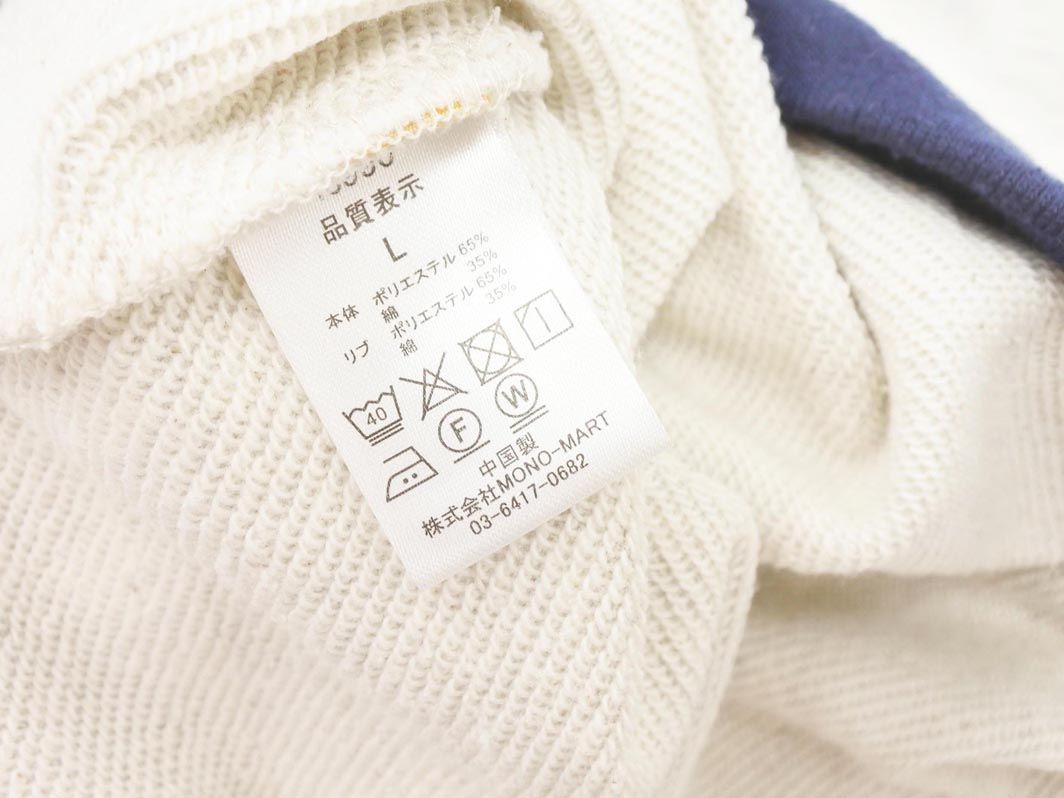 品質表示
L
本体 ポリエステル 65%
綿 35%
リブ ポリエステル 65%
綿 35%
40
F W
中国製
株式会社MONO-MART
03-6417-0682